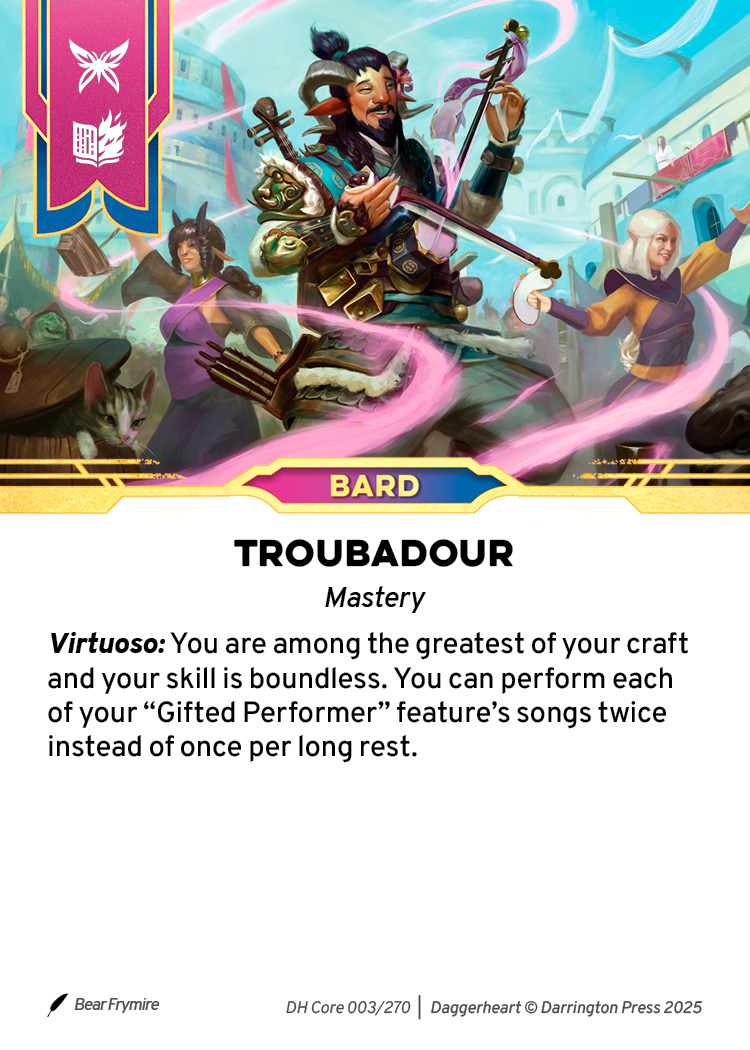 BARD
TROUBADOUR
Mastery
Virtuoso: You are among the greatest of your craft
and your skill is boundless. You can perform each
of your “Gifted Performer” feature’s songs twice
instead of once per long rest.
Bear Frymire
DH Core 003/270 | Daggerheart © Darrington Press 2025